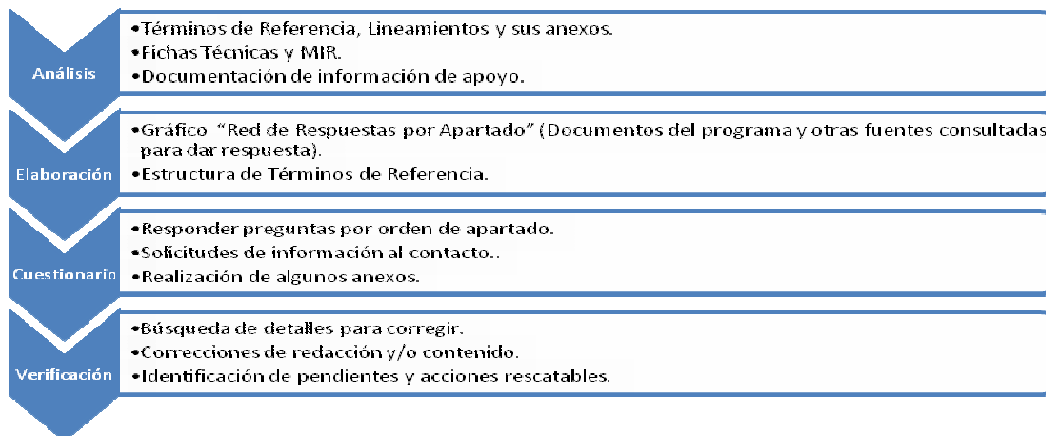 Análisis
•Términos de Referencia, Lineamientos y sus anexos.
•Fichas Técnicas y MIR.
•Documentación de información de apoyo.
Elaboración
•Gráfico "Red de Respuestas por Apartado" (Documentos del programa y otras fuentes consultadas
para dar respuesta).
•Estructura de Términos de Referencia.
Cuestionario
•Responder preguntas por orden de apartado.
•Solicitudes de información al contacto..
•Realización de algunos anexos.
Verificación
•Búsqueda de detalles para corregir.
•Correcciones de redacción y/o contenido.
•Identificación de pendientes y acciones rescatables.